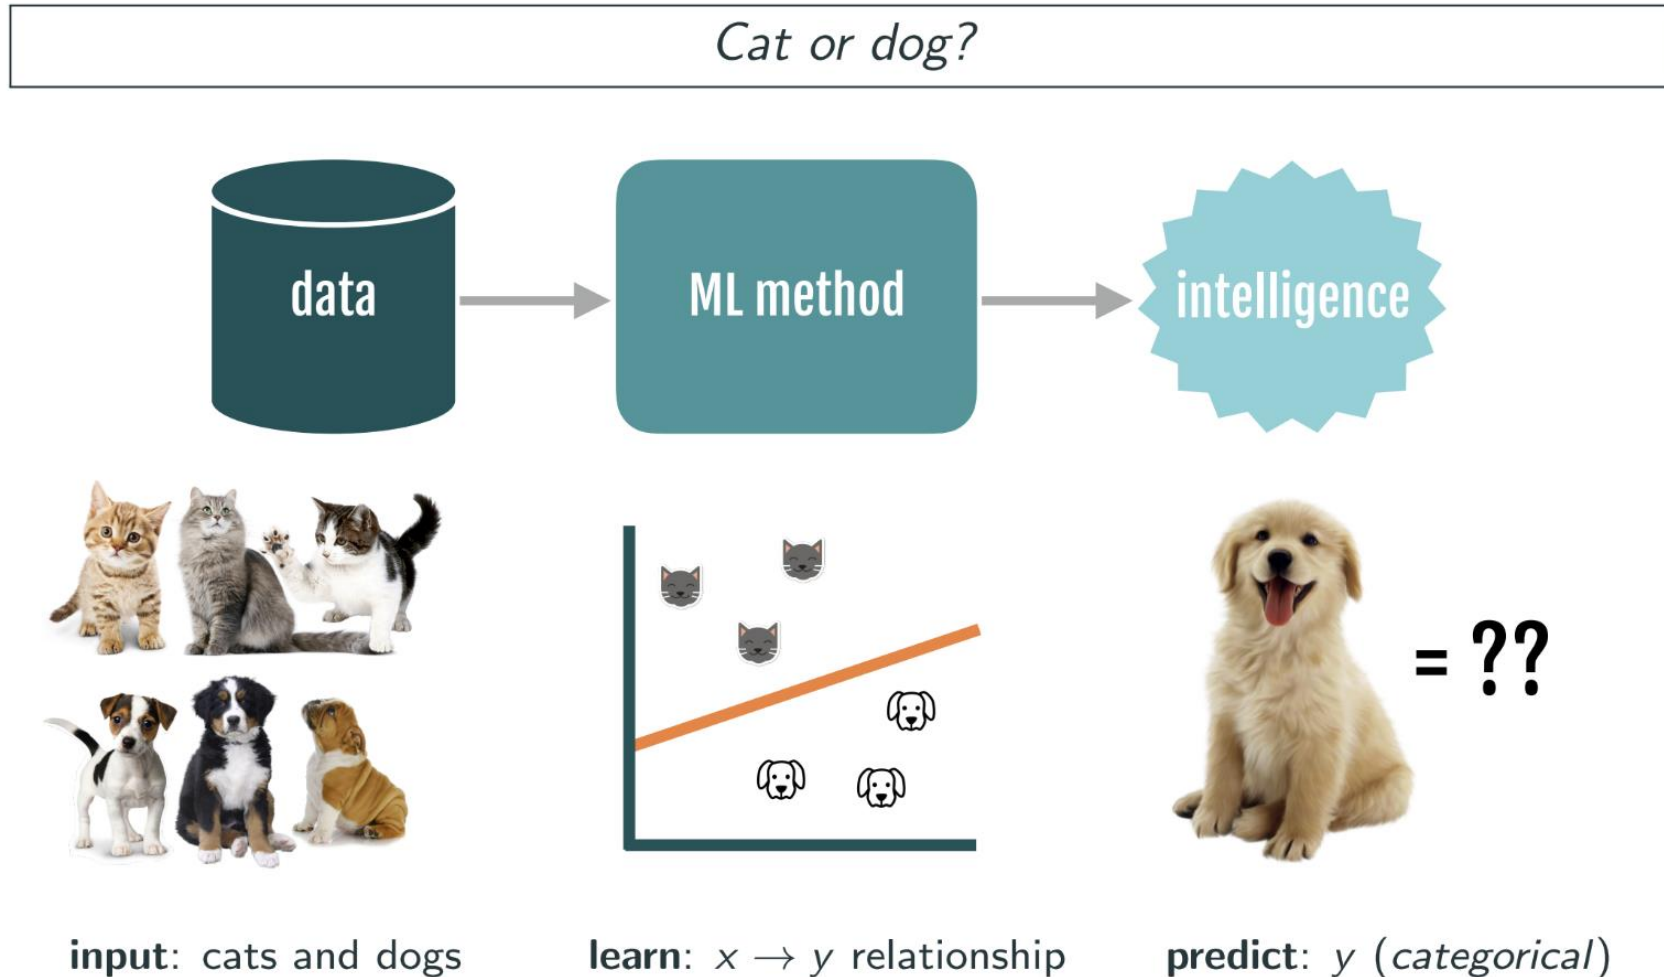 Cat or dog?
data
ML method
intelligence
= ??
input: cats and dogs
learn: x → y relationship
predict: y (categorical)